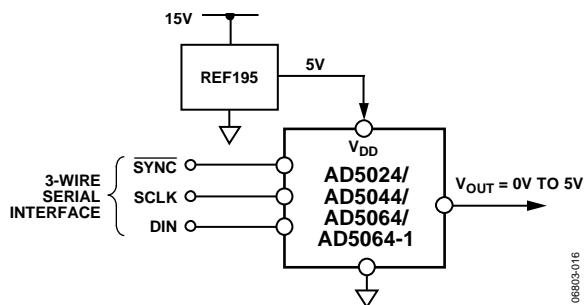 15V
REF195
5V
V_DD
3-WIRE
SERIAL
INTERFACE
SYNC
SCLK
DIN
AD5024/
AD5044/
AD5064/
AD5064-1
V_OUT = 0V TO 5V
06803-016